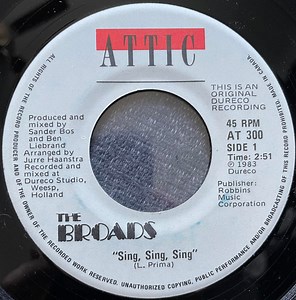 ATTIC
ALL RIGHTS OF THE RECORD PRODUCER AND OF THE OWNER OF THE RECORDED WORK RESERVED. UNAUTHORIZED COPYING, PUBLIC PERFORMANCE AND/OR BROADCASTING OF THIS RECORD PROHIBITED. MADE IN CANADA
THIS IS AN
ORIGINAL
DURECO
RECORDING
Produced and
mixed by
Sander Bos
and Ben
Liebrand
Arranged by
Jurre Haanstra
Recorded and
mixed at
Dureco Studio,
Weesp,
Holland
45 RPM
AT 300
SIDE 1
Time: 2:51
℗ 1983
Dureco
Publisher:
Robbins
Music
Corporation
THE
BROADS
"Sing, Sing, Sing"
(L. Prima)